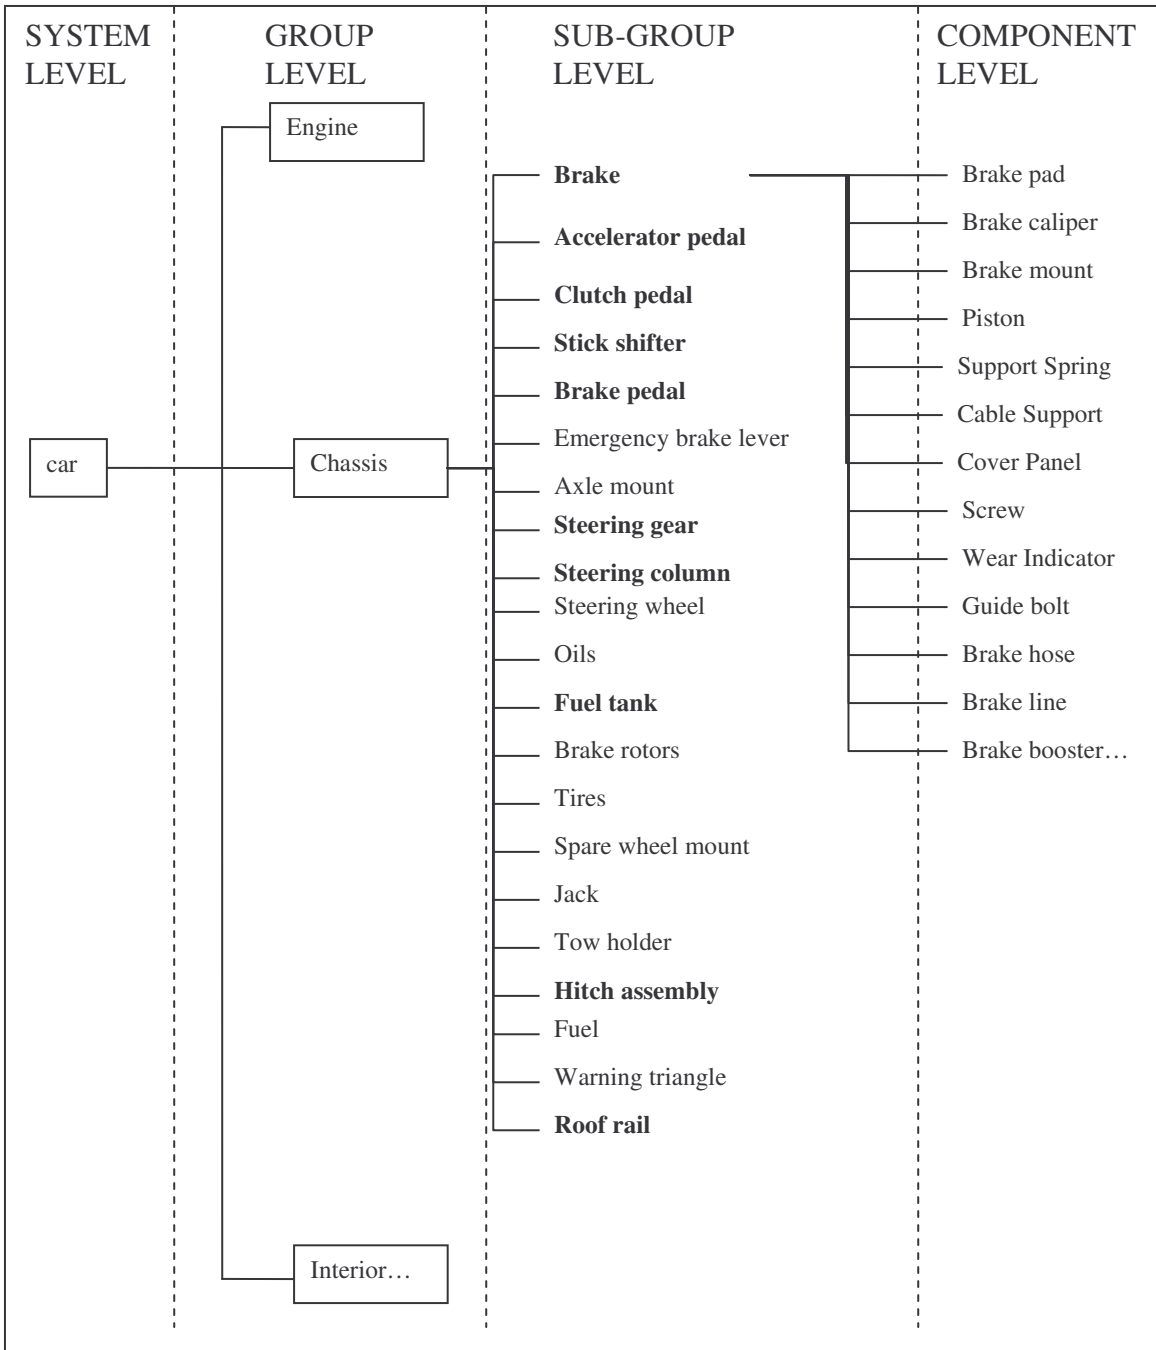 SYSTEM
LEVEL
GROUP
LEVEL
SUB-GROUP
LEVEL
COMPONENT
LEVEL
Engine
car
Chassis
Interior…
Brake
Accelerator pedal
Clutch pedal
Stick shifter
Brake pedal
Emergency brake lever
Axle mount
Steering gear
Steering column
Steering wheel
Oils
Fuel tank
Brake rotors
Tires
Spare wheel mount
Jack
Tow holder
Hitch assembly
Fuel
Warning triangle
Roof rail
Brake pad
Brake caliper
Brake mount
Piston
Support Spring
Cable Support
Cover Panel
Screw
Wear Indicator
Guide bolt
Brake hose
Brake line
Brake booster…